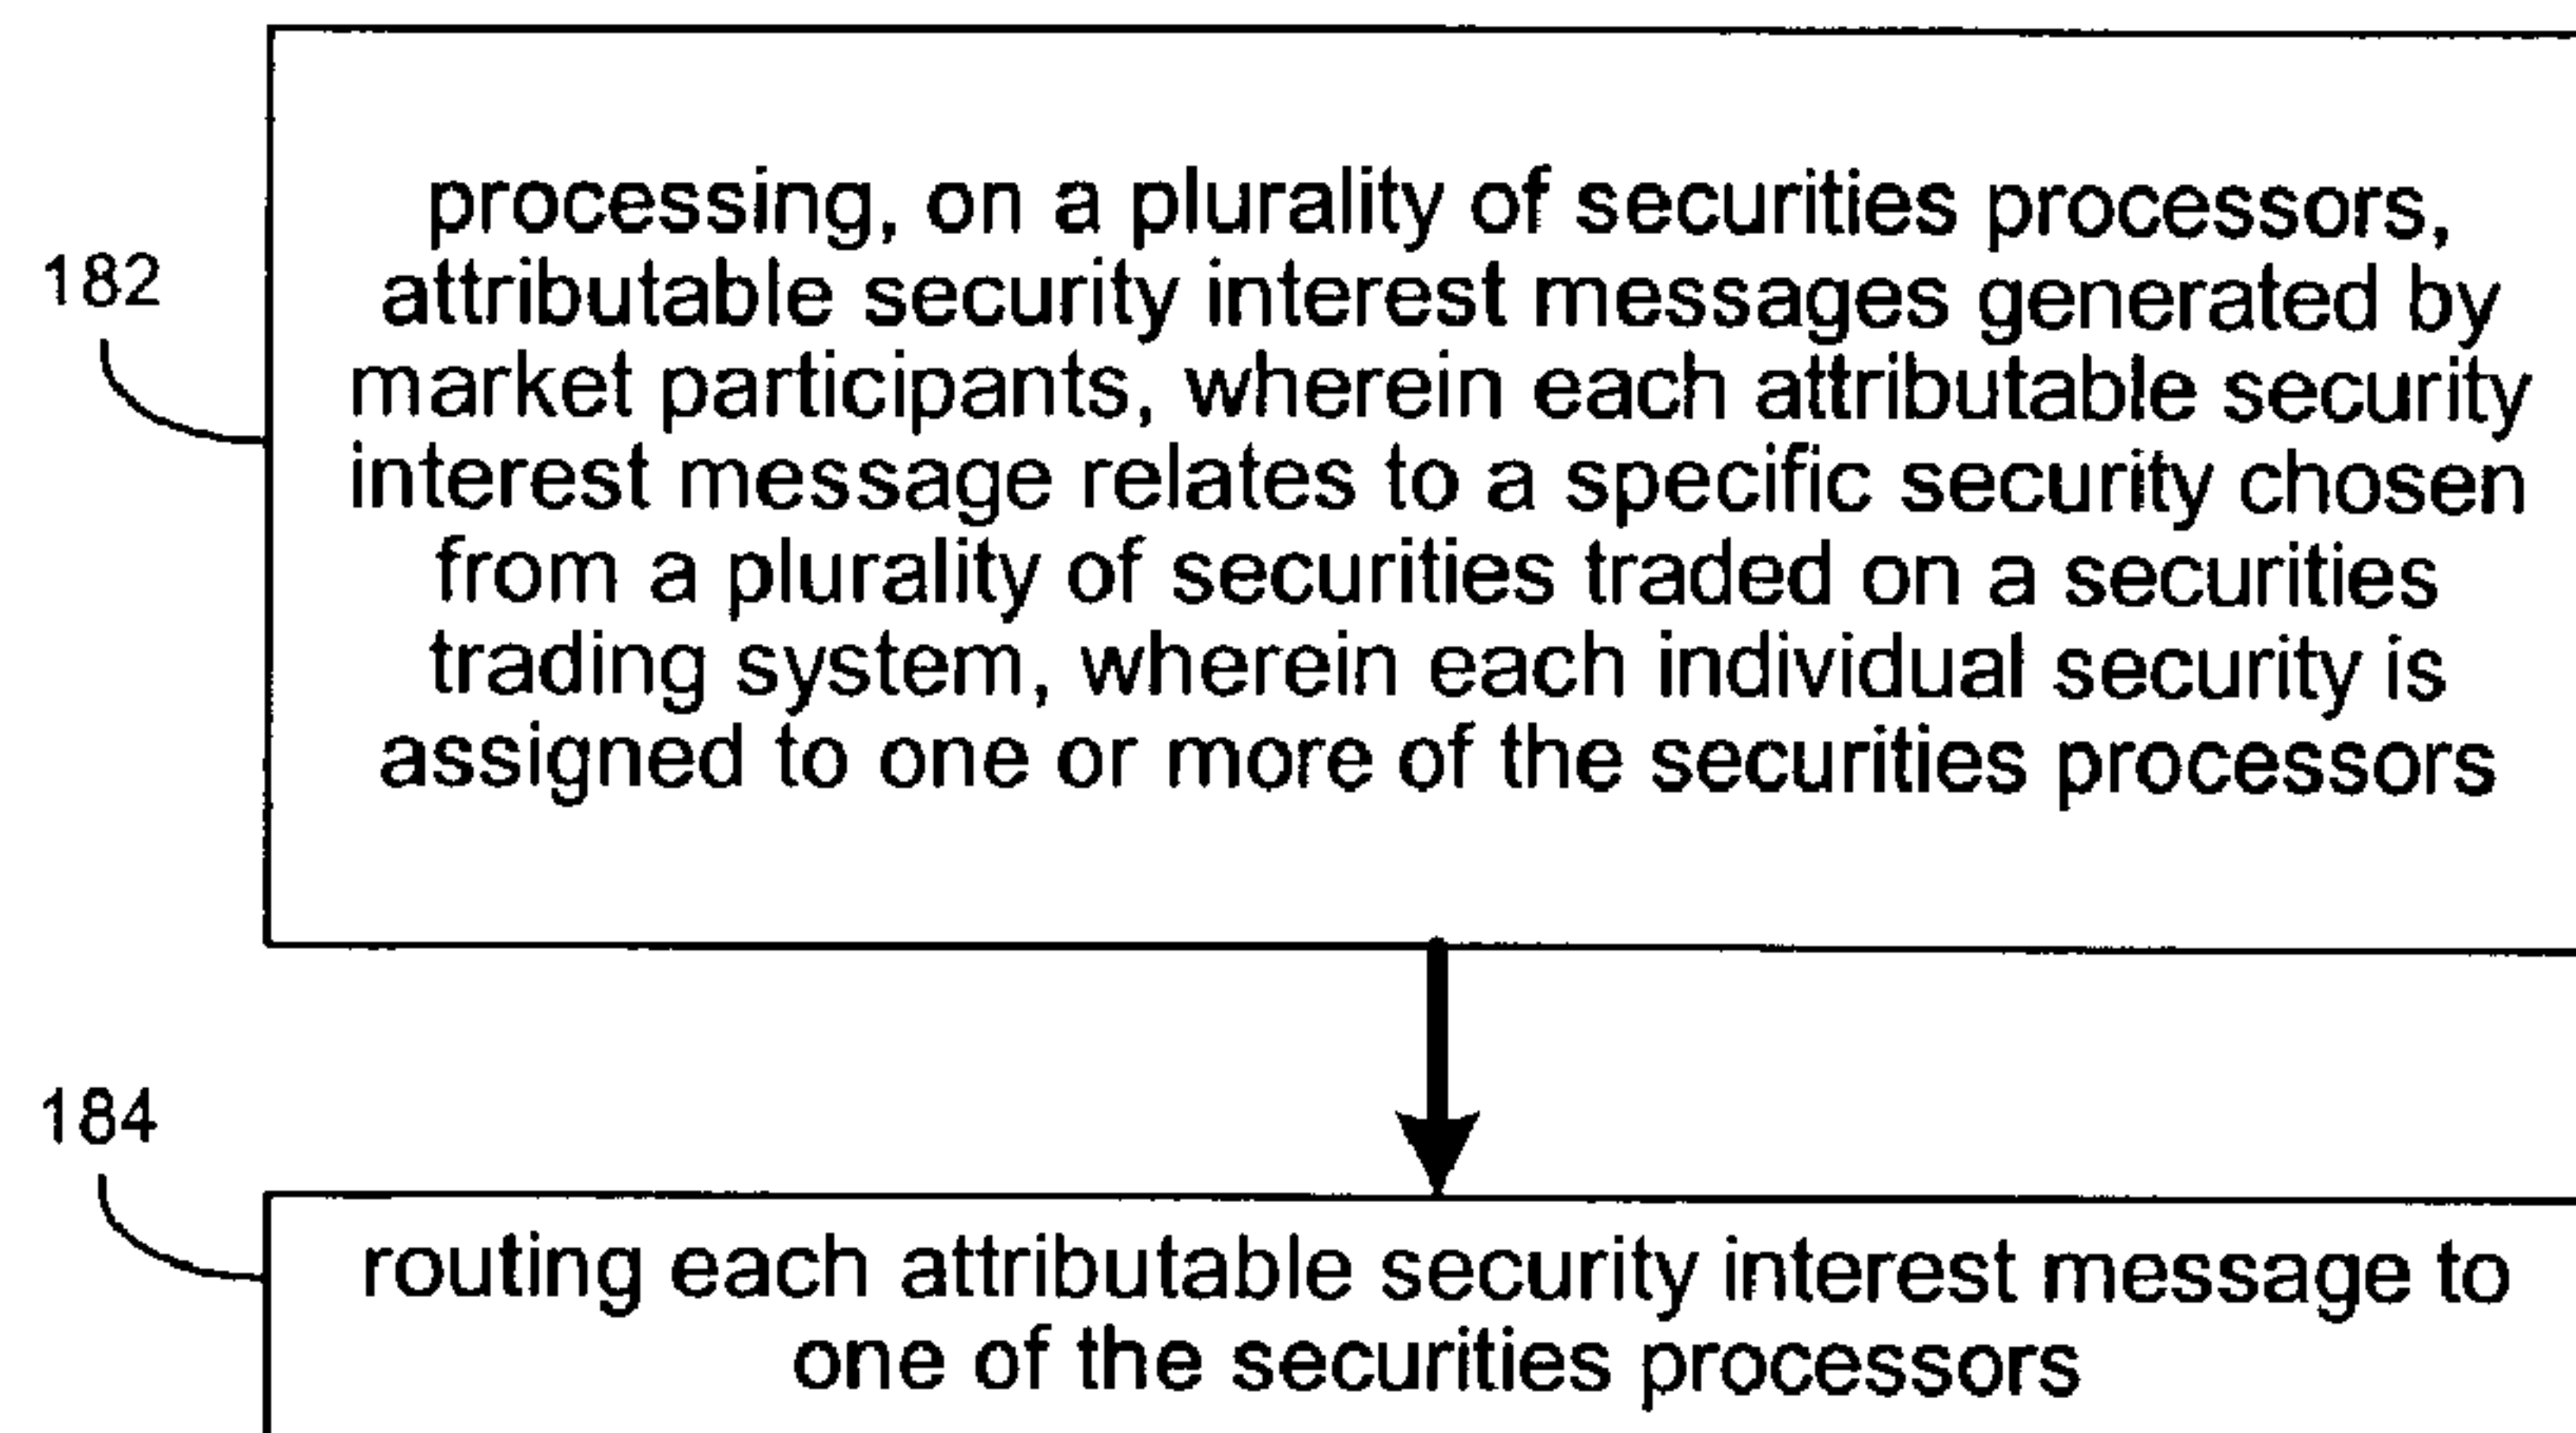 182
processing, on a plurality of securities processors,
attributable security interest messages generated by
market participants, wherein each attributable security
interest message relates to a specific security chosen
from a plurality of securities traded on a securities
trading system, wherein each individual security is
assigned to one or more of the securities processors
184
routing each attributable security interest message to
one of the securities processors